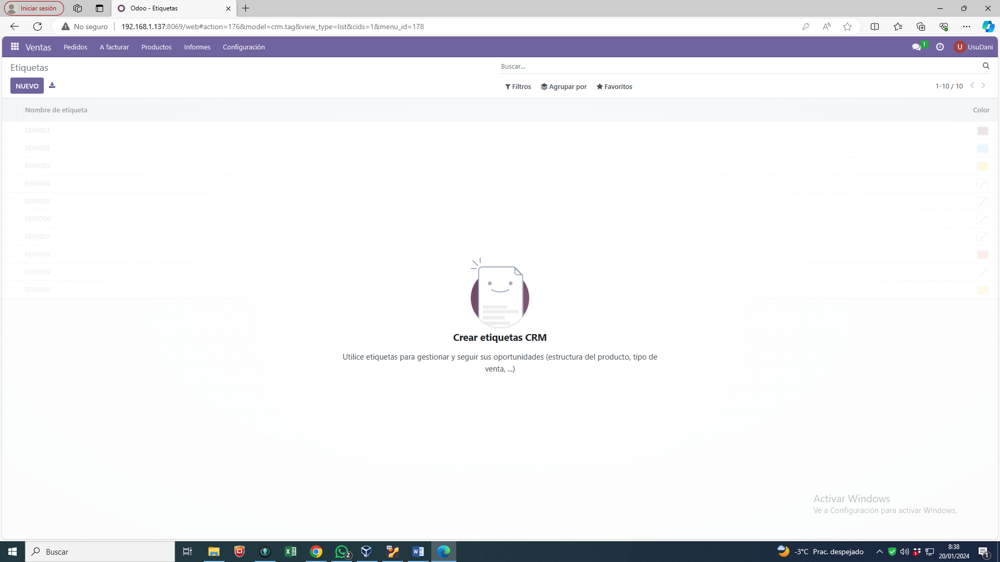 Iniciar sesión
Odoo - Etiquetas
No seguro
192.168.1.137:8069/web#action=176&model=crm.tag&view_type=list&cids=1&menu_id=178
Ventas Pedidos A facturar Productos Informes Configuración
1
U UsuDani
Etiquetas
Buscar...
NUEVO
Filtros Agrupar por Favoritos
1-10 / 10
Nombre de etiqueta Color
REF0001
REF0002
REF0003
REF0004
REF0005
REF0006
REF0007
REF0008
REF0009
REF0010
Crear etiquetas CRM
Utilice etiquetas para gestionar y seguir sus oportunidades (estructura del producto, tipo de
venta, ...)
Activar Windows
Ve a Configuración para activar Windows.
Buscar
2
-3°C Prac. despejado
8:38
20/01/2024
1